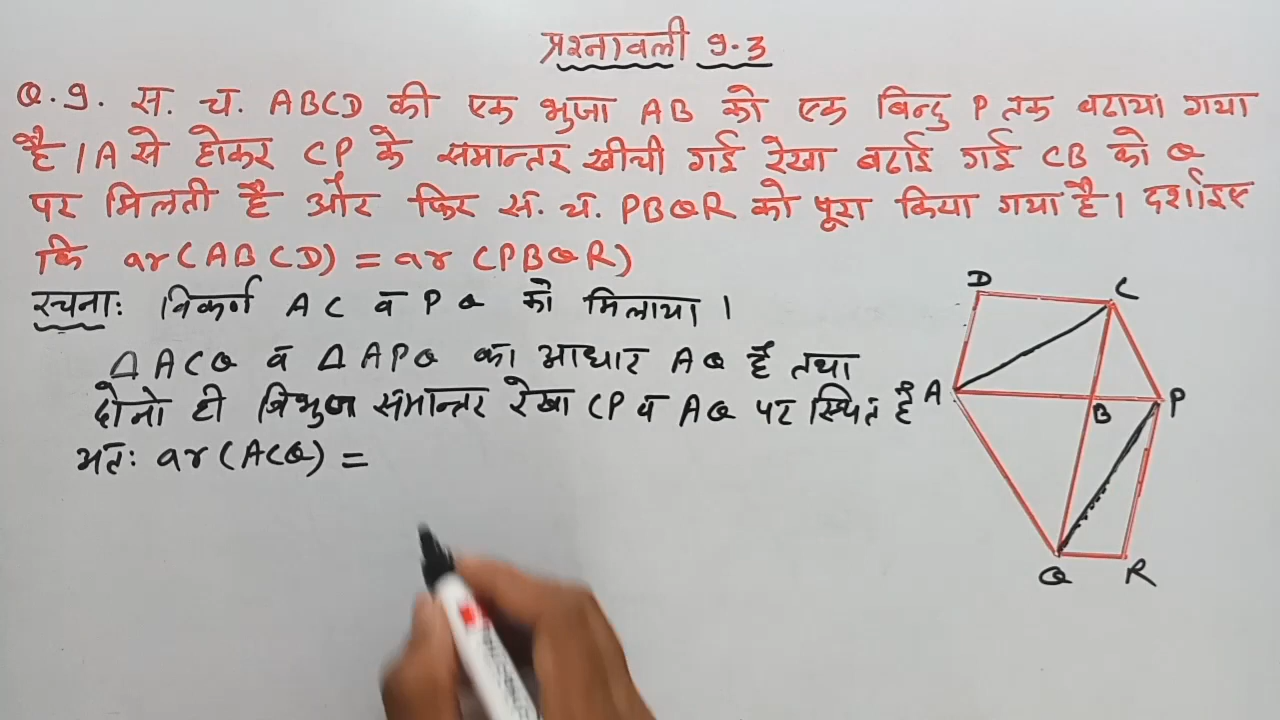 प्रश्नावली 9.3
Q.9. स. च. ABCD की एक भुजा AB को एक बिन्दु P तक बढाया गया
है। A से होकर CP के समान्तर खीची गई रेखा बढाई गई CB को Q
पर मिलती है और फिर स. च. PBQR को पूरा किया गया है। दर्शाइए
कि ar(ABCD) = ar (PBQR)
रचनाः विकर्ण AC व PQ को मिलाया।
△ACQ व △APQ का आधार AQ है तथा
दोनो ही त्रिभुज समान्तर रेखा CP व AQ पर स्थित है
अतः ar(ACQ) =
D
C
A
B
P
Q
R